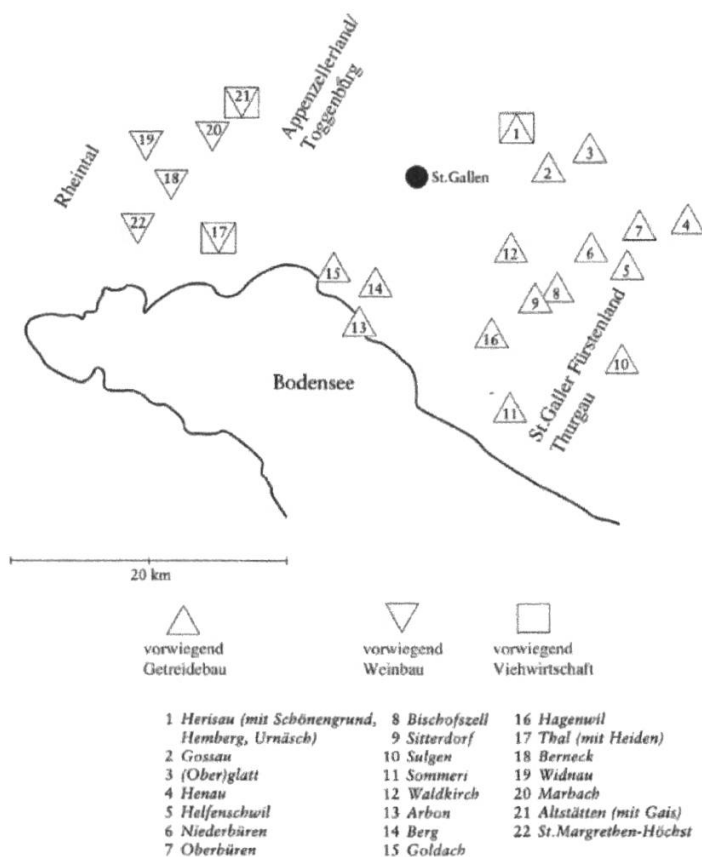 Appenzellerland/
Toggenburg
Rheintal
21
20
19
18
22
17
St.Gallen
1
2
3
4
7
6
5
12
8
9
15
14
13
16
10
11
Bodensee
St.Galler Fürstenland
Thurgau
20 km
vorwiegend
Getreidebau
vorwiegend
Weinbau
vorwiegend
Viehwirtschaft
1 Herisau (mit Schönengrund,
Hemberg, Urnäsch)
2 Gossau
3 (Ober)glatt
4 Henau
5 Helfenschwil
6 Niederbüren
7 Oberbüren
8 Bischofszell
9 Sitterdorf
10 Sulgen
11 Sommeri
12 Waldkirch
13 Arbon
14 Berg
15 Goldach
16 Hagenwil
17 Thal (mit Heiden)
18 Berneck
19 Widnau
20 Marbach
21 Altstätten (mit Gais)
22 St.Margrethen-Höchst